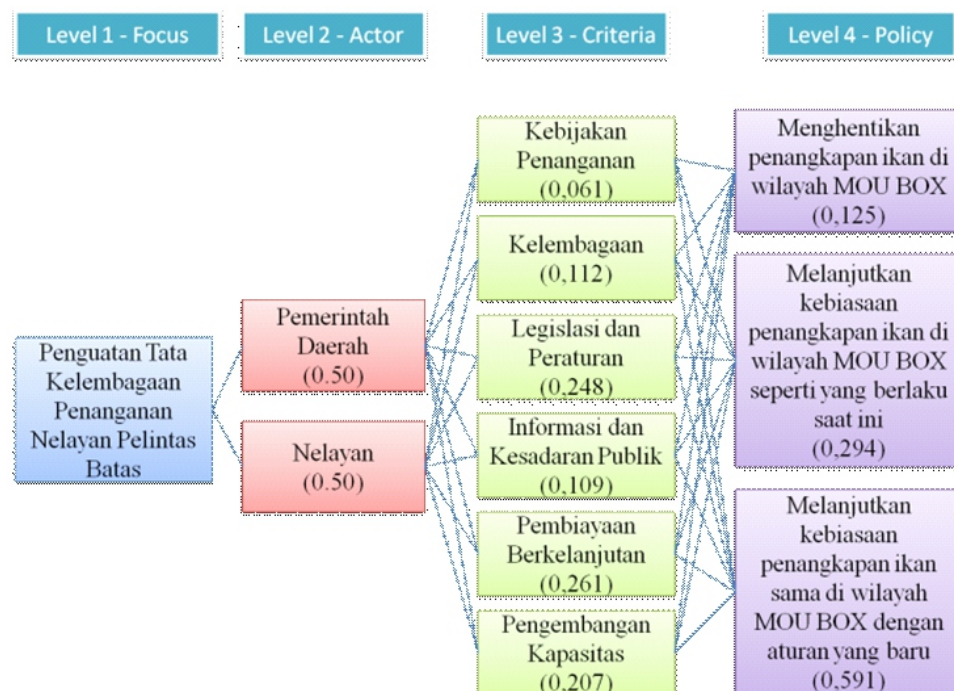 Level 1 - Focus
Level 2 - Actor
Level 3 - Criteria
Level 4 - Policy
Penguatan Tata
Kelembagaan
Penanganan
Nelayan Pelintas
Batas
Pemerintah
Daerah
(0.50)
Nelayan
(0.50)
Kebijakan
Penanganan
(0,061)
Kelembagaan
(0,112)
Legislasi dan
Peraturan
(0,248)
Informasi dan
Kesadaran Publik
(0,109)
Pembiayaan
Berkelanjutan
(0,261)
Pengembangan
Kapasitas
(0,207)
Menghentikan
penangkapan ikan di
wilayah MOU BOX
(0,125)
Melanjutkan
kebiasaan
penangkapan ikan di
wilayah MOU BOX
seperti yang berlaku
saat ini
(0,294)
Melanjutkan
kebiasaan
penangkapan ikan
sama di wilayah
MOU BOX dengan
aturan yang baru
(0,591)